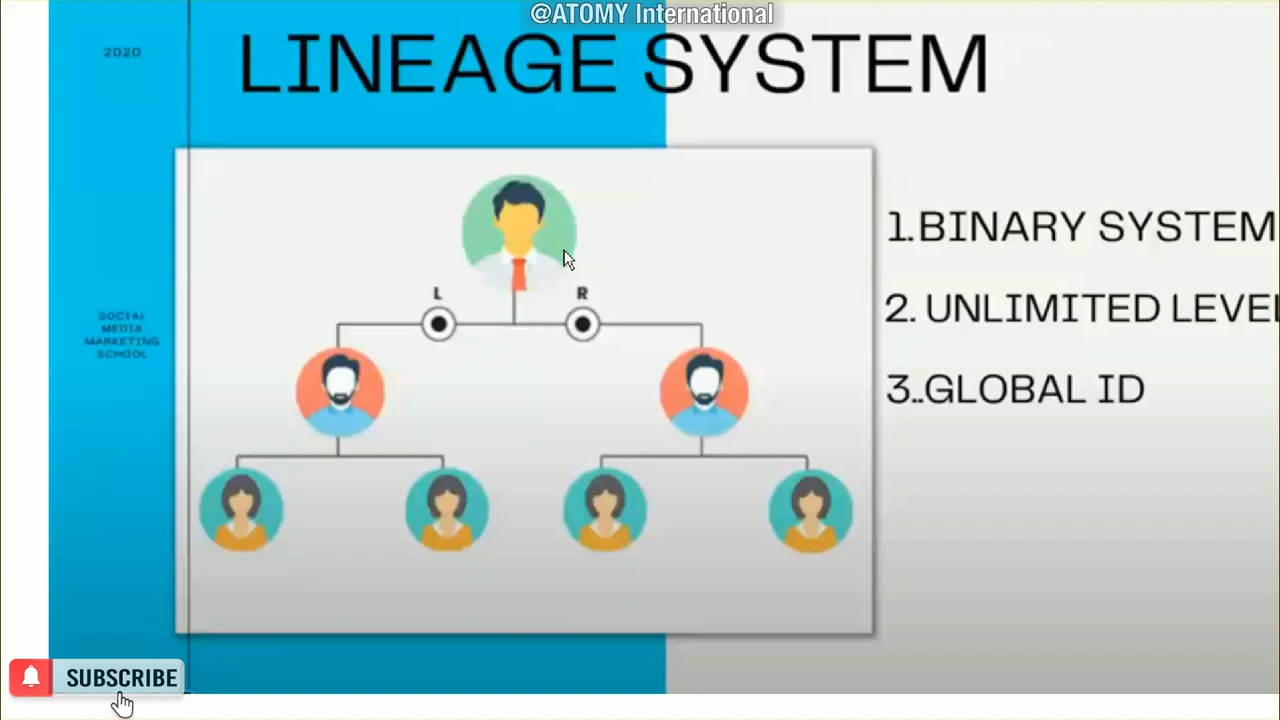 @ATOMY International
2020
LINEAGE SYSTEM
L
R
1.BINARY SYSTEM
2. UNLIMITED LEVEL
3..GLOBAL ID
SOCIAL
MEDIA
MARKETING
SCHOOL
SUBSCRIBE